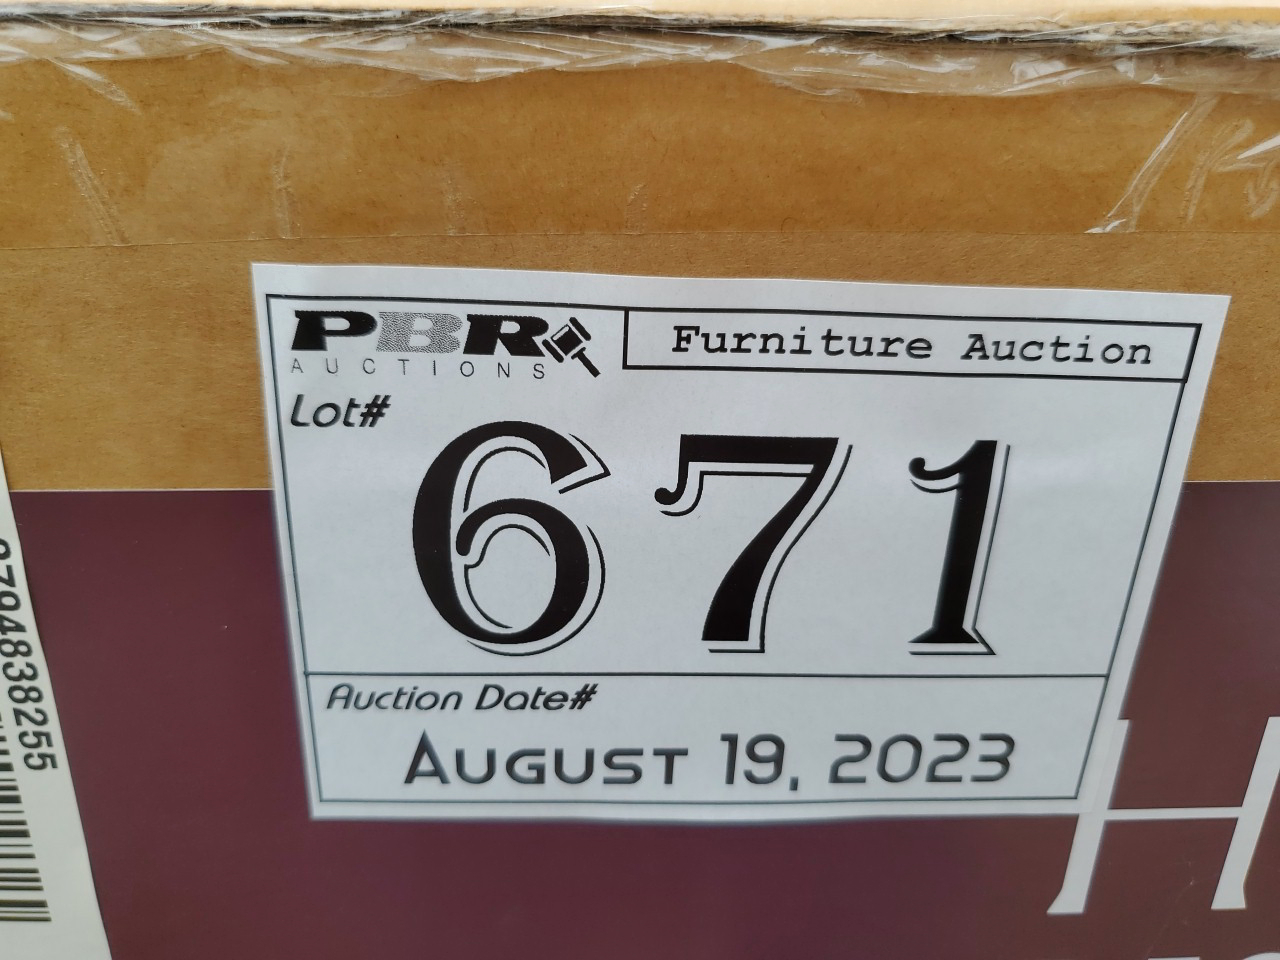 PBR
AUCTIONS
Furniture Auction
Lot#
671
Auction Date#
August 19, 2023
H